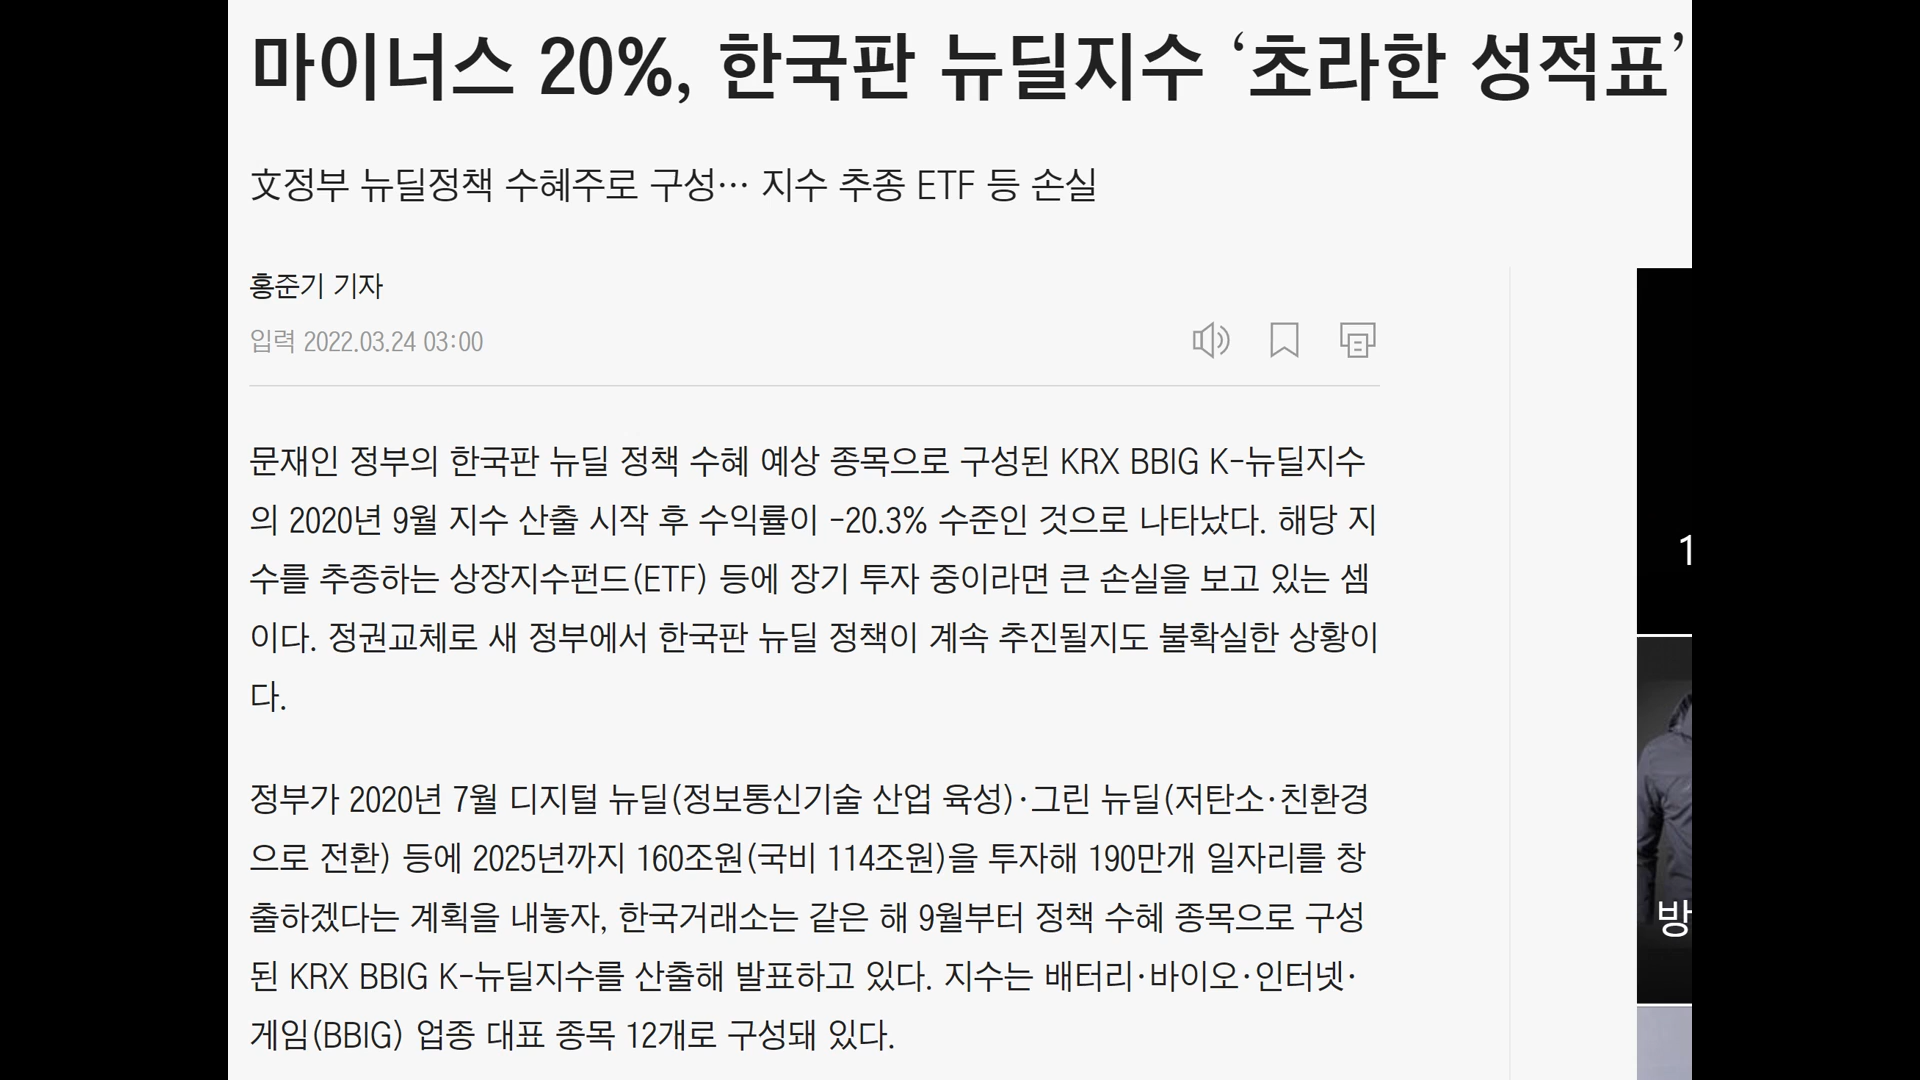 마이너스 20%, 한국판 뉴딜지수 ‘초라한 성적표’
文정부 뉴딜정책 수혜주로 구성… 지수 추종 ETF 등 손실
홍준기 기자
입력 2022.03.24 03:00
문재인 정부의 한국판 뉴딜 정책 수혜 예상 종목으로 구성된 KRX BBIG K-뉴딜지수
의 2020년 9월 지수 산출 시작 후 수익률이 -20.3% 수준인 것으로 나타났다. 해당 지
수를 추종하는 상장지수펀드(ETF) 등에 장기 투자 중이라면 큰 손실을 보고 있는 셈
이다. 정권교체로 새 정부에서 한국판 뉴딜 정책이 계속 추진될지도 불확실한 상황이
다.
정부가 2020년 7월 디지털 뉴딜(정보통신기술 산업 육성)·그린 뉴딜(저탄소·친환경
으로 전환) 등에 2025년까지 160조원(국비 114조원)을 투자해 190만개 일자리를 창
출하겠다는 계획을 내놓자, 한국거래소는 같은 해 9월부터 정책 수혜 종목으로 구성
된 KRX BBIG K-뉴딜지수를 산출해 발표하고 있다. 지수는 배터리·바이오·인터넷·
게임(BBIG) 업종 대표 종목 12개로 구성돼 있다.
1
방